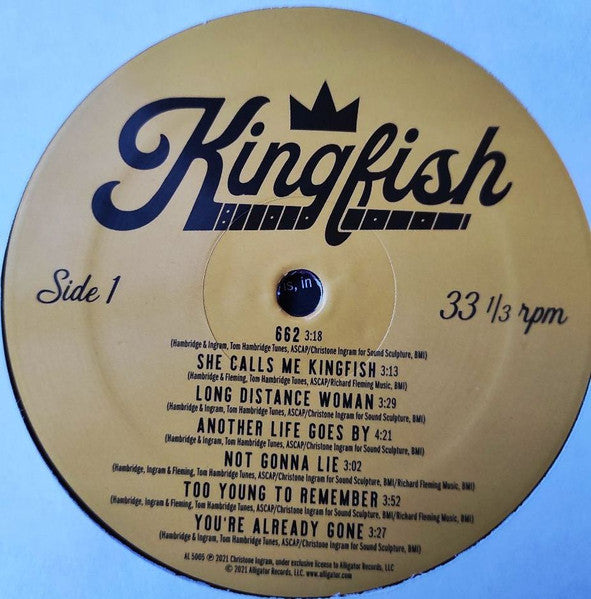 Kingfish
Side 1
33 1/3 rpm
is, in
662 3:18
(Hambridge & Ingram, Tom Hambridge Tunes, ASCAP/Christone Ingram for Sound Sculpture, BMI)
SHE CALLS ME KINGFISH 3:13
(Hambridge & Fleming, Tom Hambridge Tunes, ASCAP/Richard Fleming Music, BMI)
LONG DISTANCE WOMAN 3:29
(Hambridge & Ingram, Tom Hambridge Tunes, ASCAP/Christone Ingram for Sound Sculpture, BMI)
ANOTHER LIFE GOES BY 4:21
(Hambridge & Ingram, Tom Hambridge Tunes, ASCAP/Christone Ingram for Sound Sculpture, BMI)
NOT GONNA LIE 3:02
(Hambridge, Ingram & Fleming, Tom Hambridge Tunes, ASCAP/Christone Ingram for Sound Sculpture, BMI/Richard Fleming Music, BMI)
TOO YOUNG TO REMEMBER 3:52
(Hambridge, Ingram & Fleming, Tom Hambridge Tunes, ASCAP/Christone Ingram for Sound Sculpture, BMI/Richard Fleming Music, BMI)
YOU'RE ALREADY GONE 3:27
(Hambridge & Ingram, Tom Hambridge Tunes, ASCAP/Christone Ingram for Sound Sculpture, BMI)
AL 5005 ℗ 2021 Christone Ingram, under exclusive license to Alligator Records, LLC.
© 2021 Alligator Records, LLC. www.alligator.com